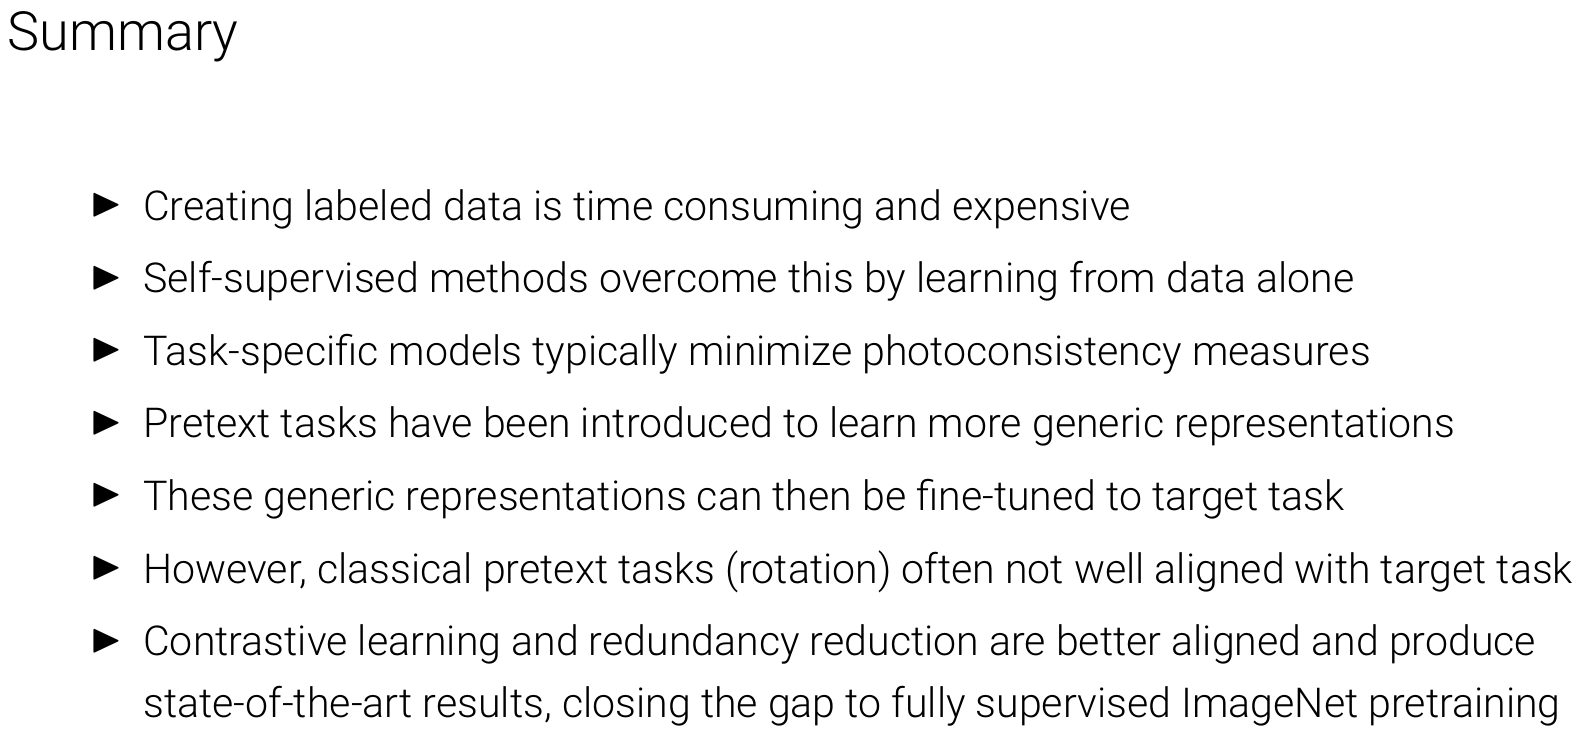 Summary
► Creating labeled data is time consuming and expensive
► Self-supervised methods overcome this by learning from data alone
► Task-specific models typically minimize photoconsistency measures
► Pretext tasks have been introduced to learn more generic representations
► These generic representations can then be fine-tuned to target task
► However, classical pretext tasks (rotation) often not well aligned with target task
► Contrastive learning and redundancy reduction are better aligned and produce
state-of-the-art results, closing the gap to fully supervised ImageNet pretraining